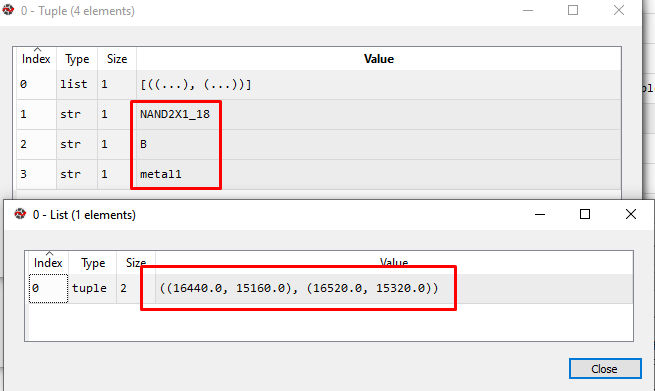 0 - Tuple (4 elements)
Index Type Size Value
0 list 1 [((...), (...))]
1 str 1 NAND2X1_18
2 str 1 B
3 str 1 metal1
0 - List (1 elements)
Index Type Size Value
0 tuple 2 ((16440.0, 15160.0), (16520.0, 15320.0))
Close